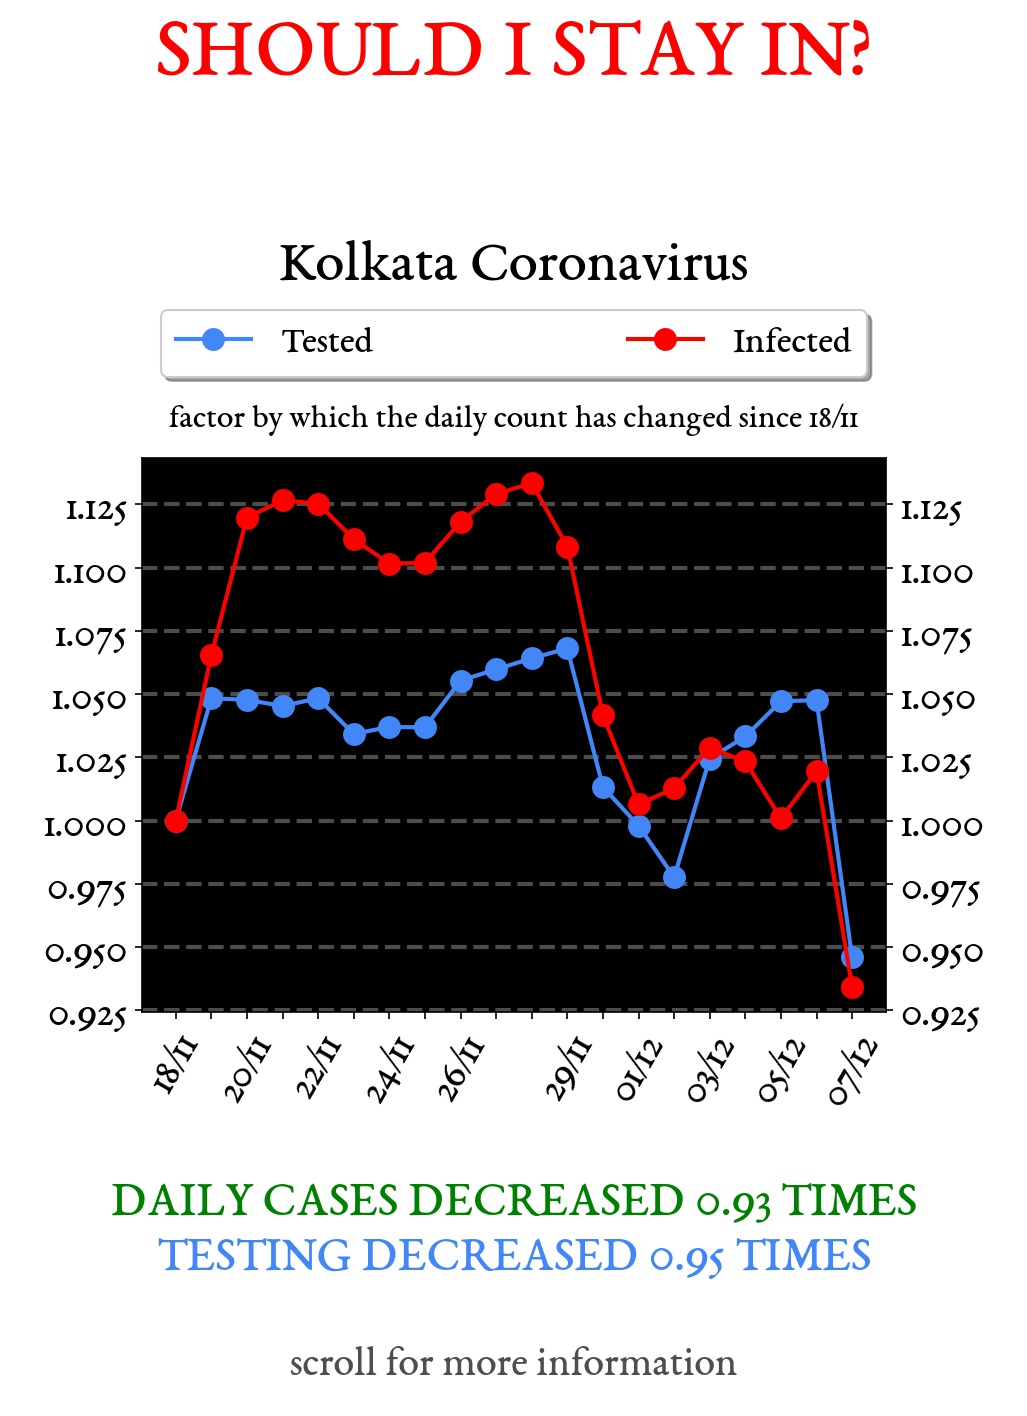 SHOULD I STAY IN?
Kolkata Coronavirus
Tested Infected
factor by which the daily count has changed since 18/11
1.125 1.125
1.100 1.100
1.075 1.075
1.050 1.050
1.025 1.025
1.000 1.000
0.975 0.975
0.950 0.950
0.925 0.925
18/11 20/11 22/11 24/11 26/11 29/11 01/12 03/12 05/12 07/12
DAILY CASES DECREASED 0.93 TIMES
TESTING DECREASED 0.95 TIMES
scroll for more information